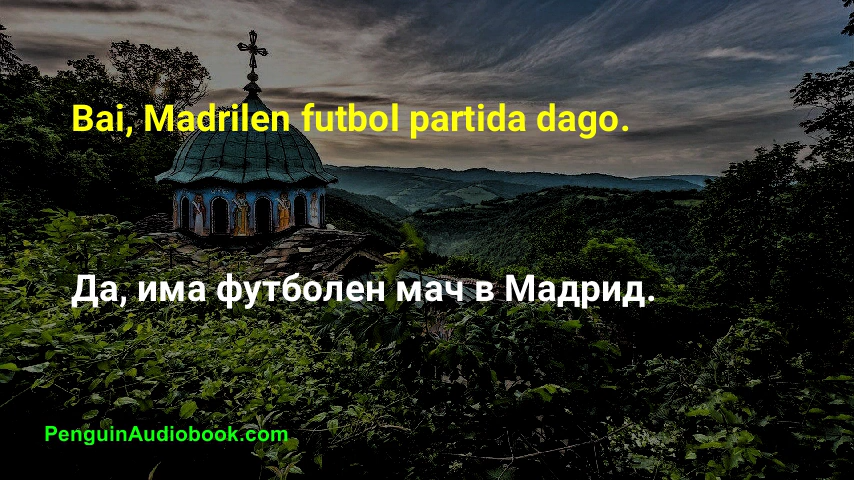 Bai, Madrilen futbol partida dago.
Да, има футболен мач в Мадрид.
PenguinAudiobook.com